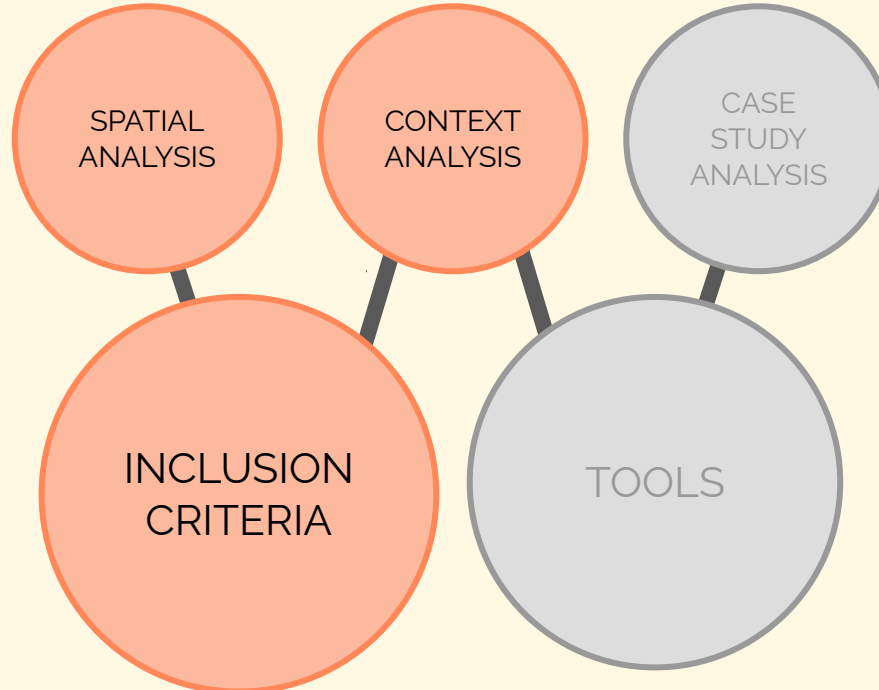 SPATIAL
ANALYSIS
CONTEXT
ANALYSIS
CASE
STUDY
ANALYSIS
INCLUSION
CRITERIA
TOOLS